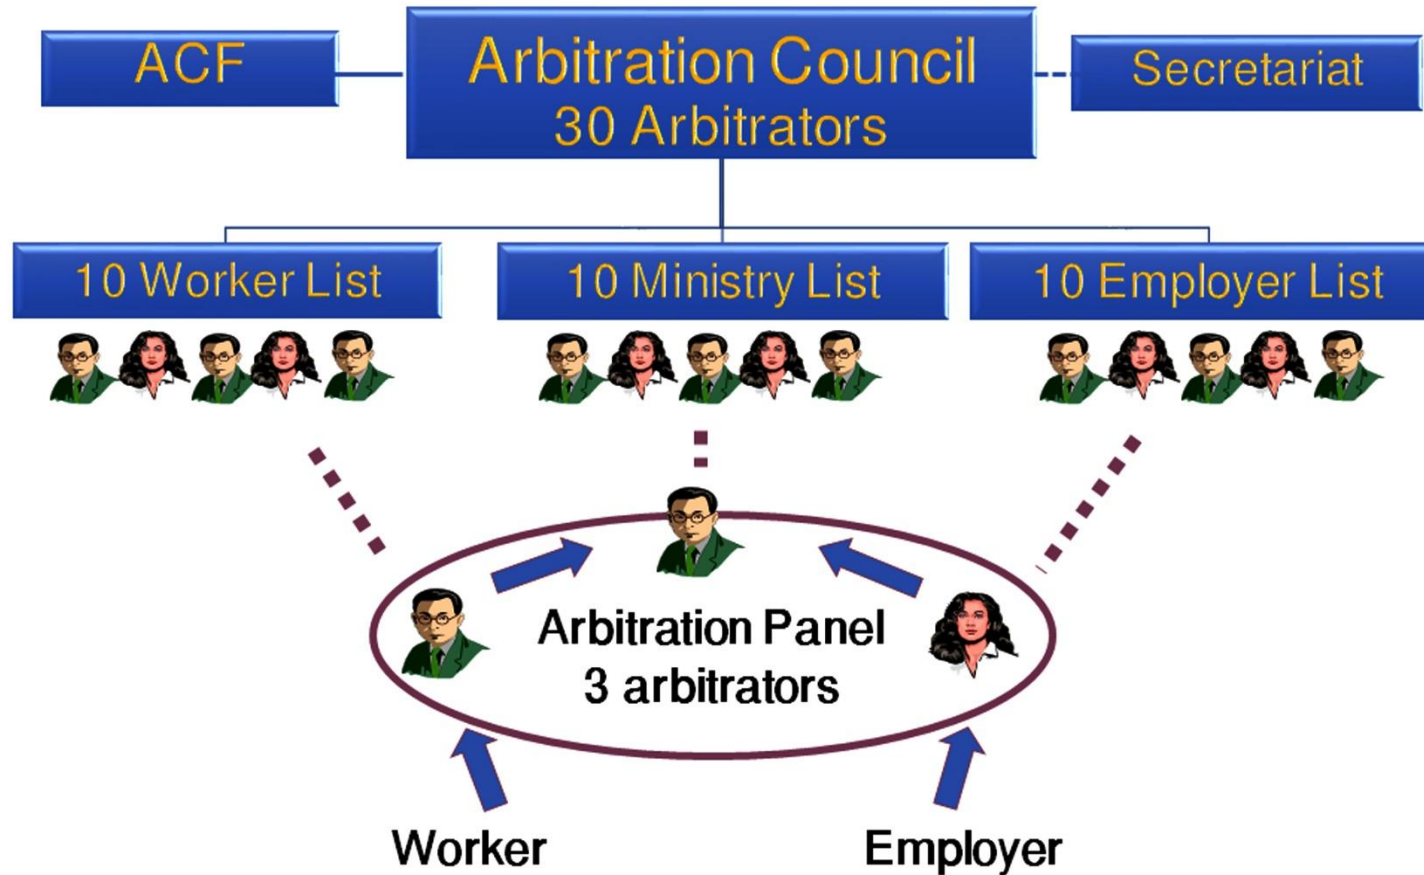 ACF
Arbitration Council
30 Arbitrators
Secretariat
10 Worker List
10 Ministry List
10 Employer List
Arbitration Panel
3 arbitrators
Worker
Employer